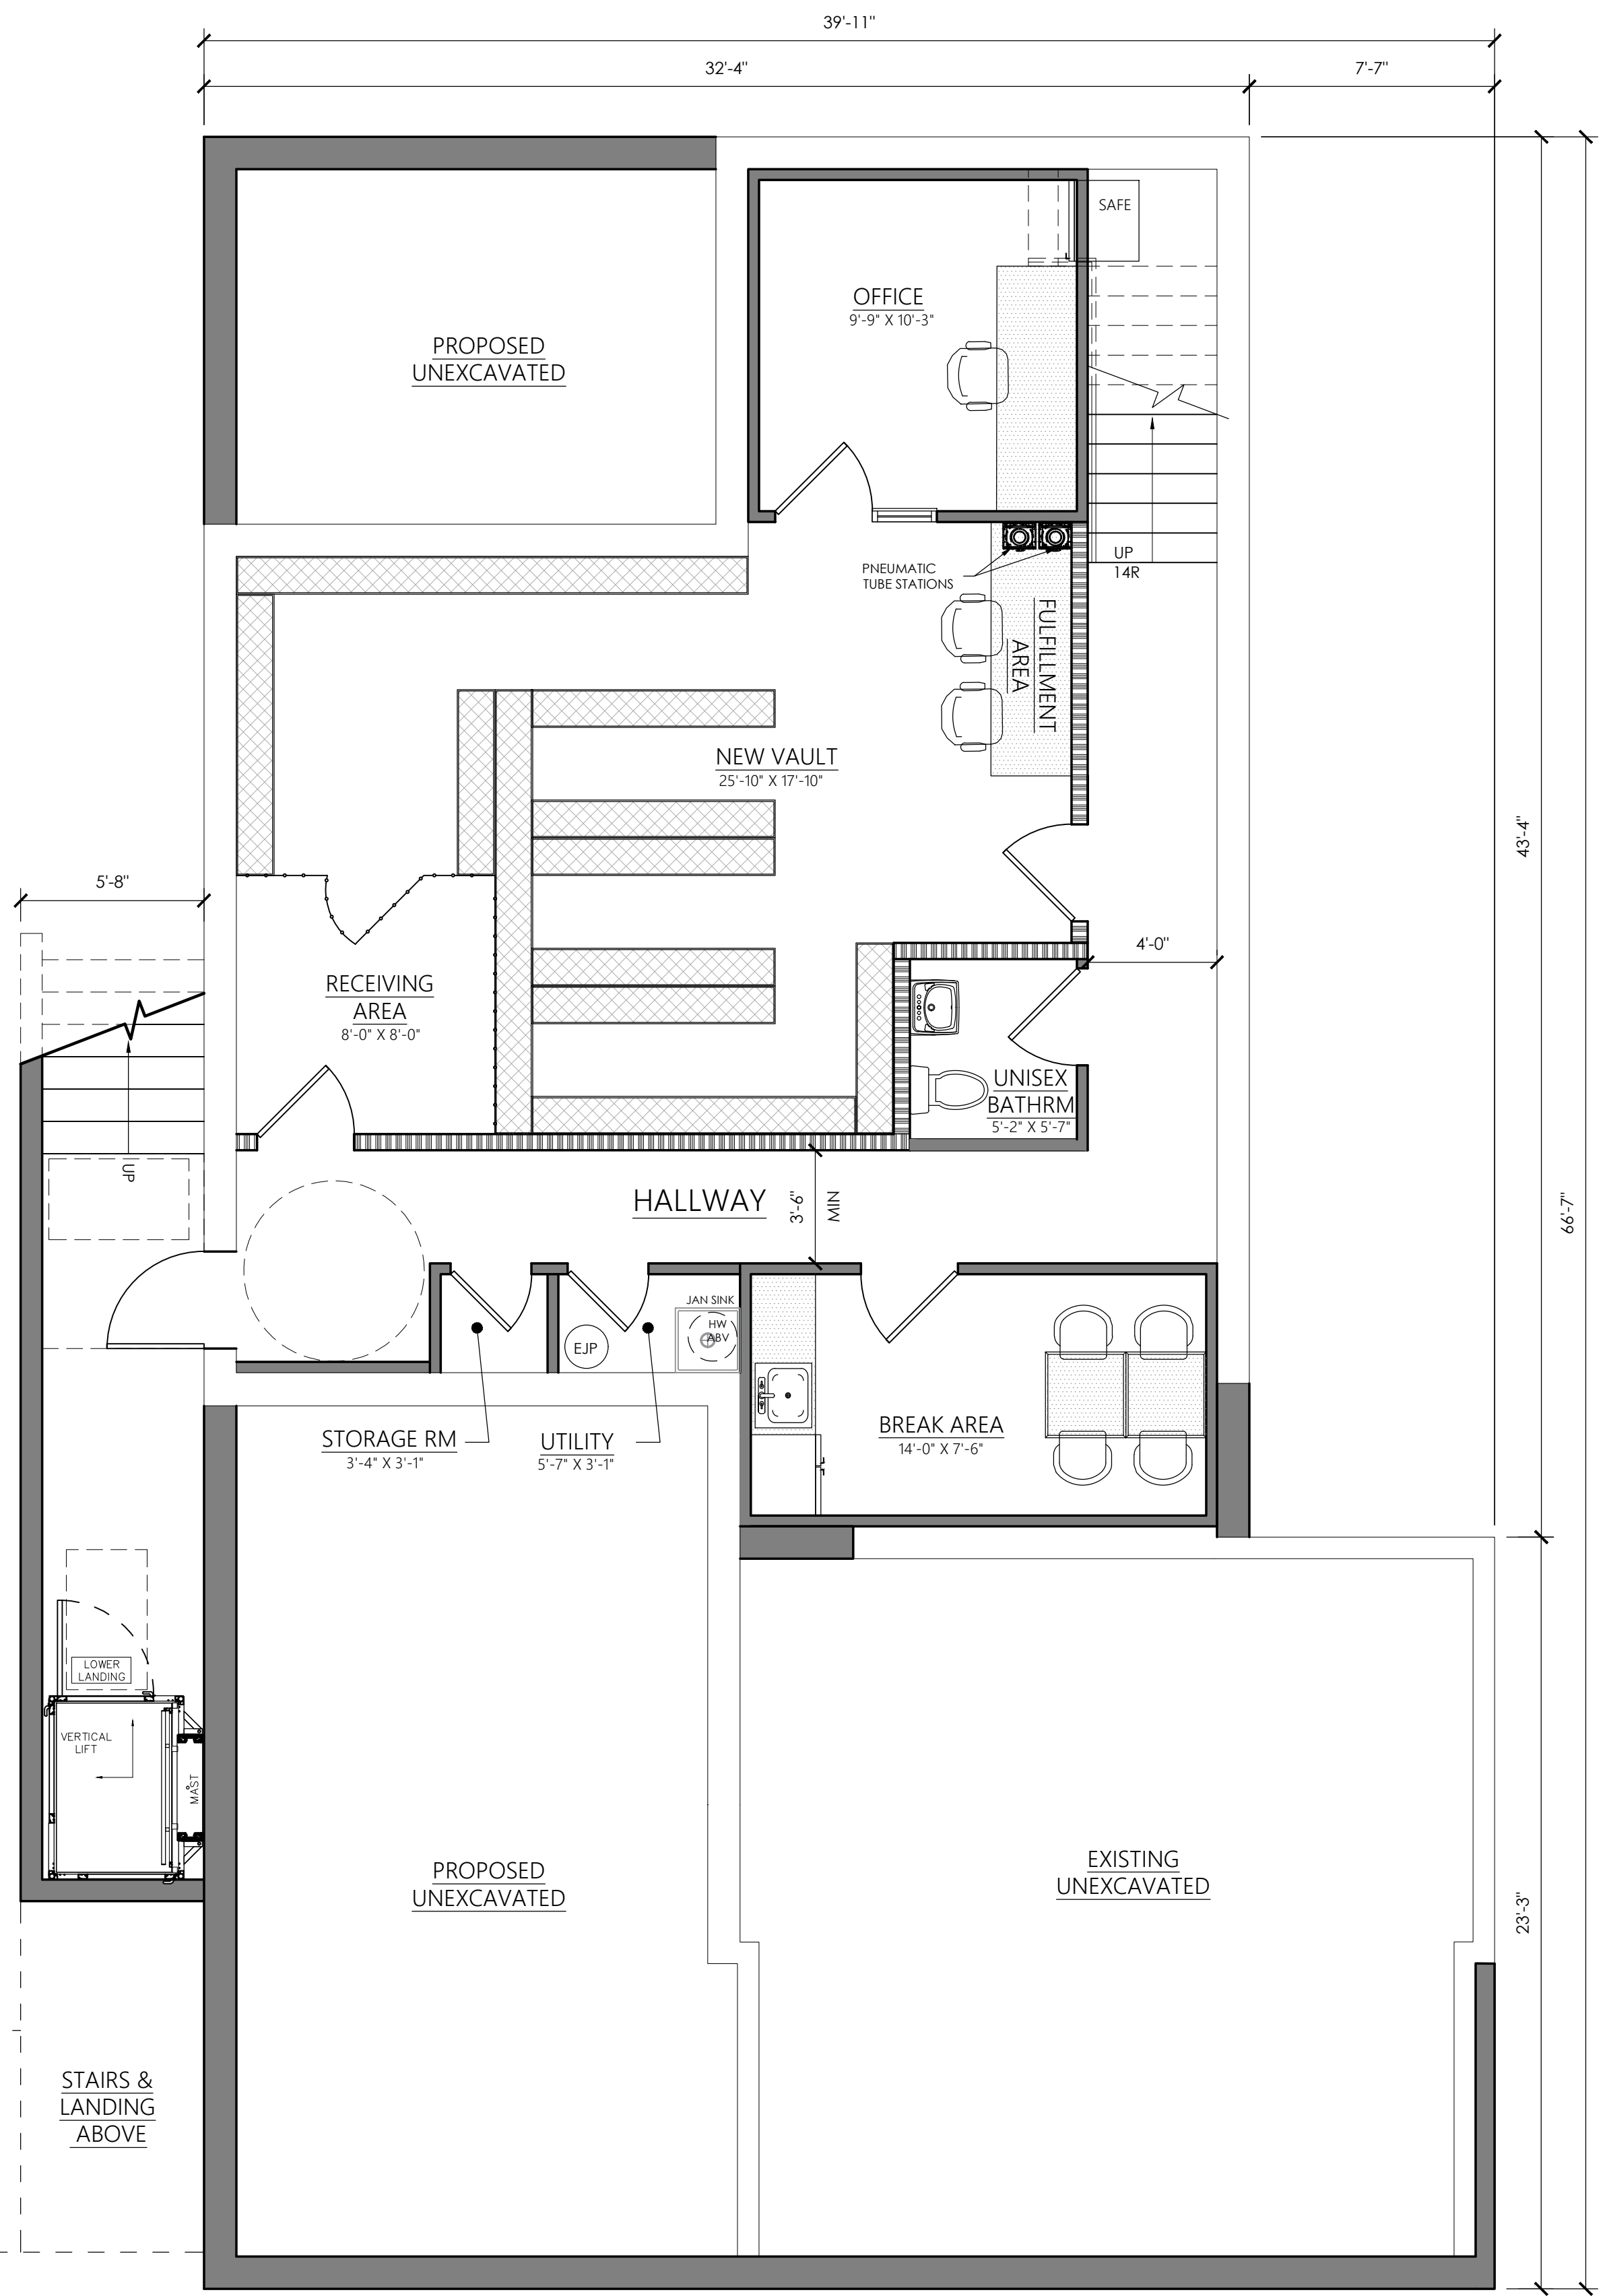 39'-11"
32'-4"
7'-7"
SAFE
OFFICE
9'-9" X 10'-3"
PROPOSED
UNEXCAVATED
UP
14R
PNEUMATIC
TUBE STATIONS
FULFILLMENT
AREA
NEW VAULT
25'-10" X 17'-10"
43'-4"
5'-8"
4'-0"
RECEIVING
AREA
8'-0" X 8'-0"
UNISEX
BATHRM
5'-2" X 5'-7"
UP
HALLWAY
3'-6"
MIN
66'-7"
JAN SINK
HW
ABV
EJP
STORAGE RM
3'-4" X 3'-1"
UTILITY
5'-7" X 3'-1"
BREAK AREA
14'-0" X 7'-6"
LOWER
LANDING
VERTICAL
LIFT
MAST
PROPOSED
UNEXCAVATED
EXISTING
UNEXCAVATED
23'-3"
STAIRS &
LANDING
ABOVE